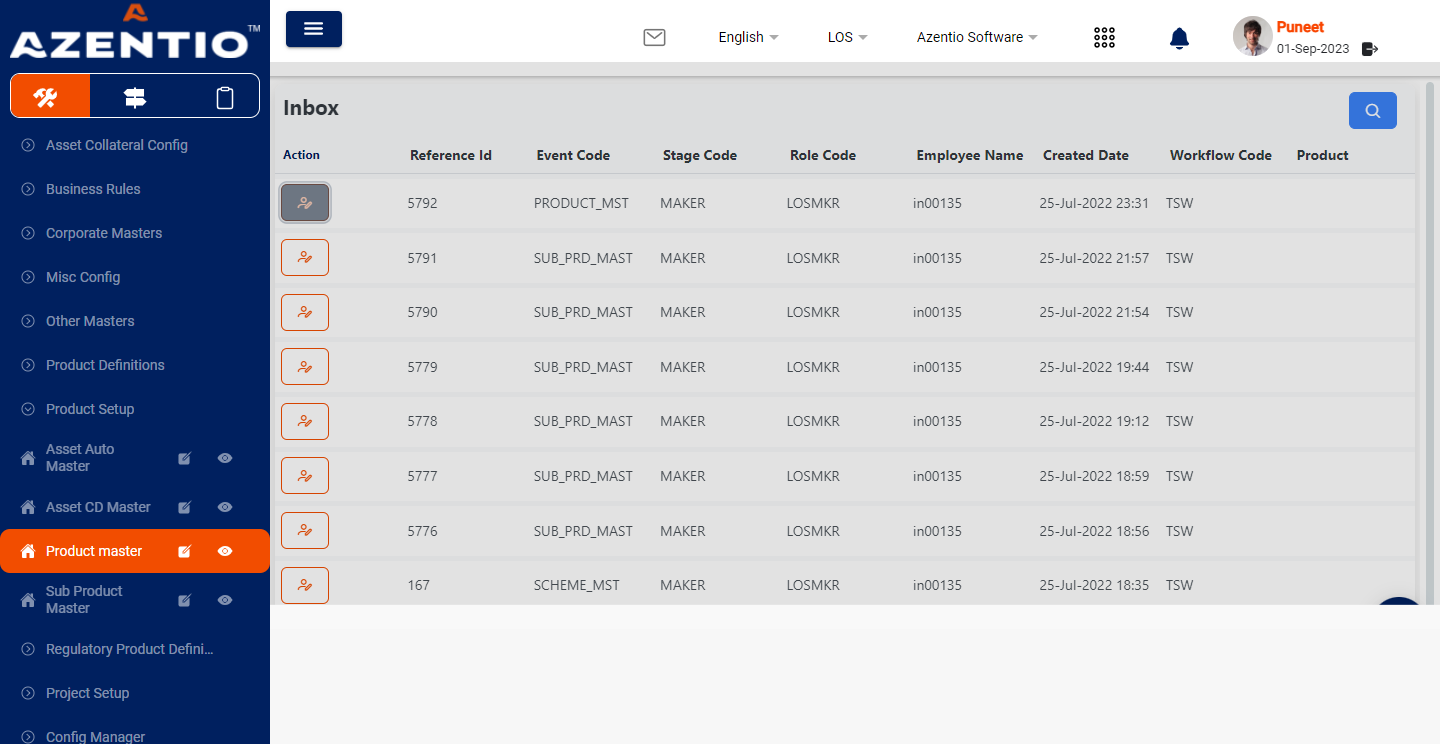 AZENTIO™
English LOS Azentio Software
Puneet
01-Sep-2023
Asset Collateral Config
Business Rules
Corporate Masters
Misc Config
Other Masters
Product Definitions
Product Setup
Asset Auto
Master
Asset CD Master
Product master
Sub Product
Master
Regulatory Product Defini...
Project Setup
Config Manager
Inbox
Action Reference Id Event Code Stage Code Role Code Employee Name Created Date Workflow Code Product
5792 PRODUCT_MST MAKER LOSMKR in00135 25-Jul-2022 23:31 TSW
5791 SUB_PRD_MAST MAKER LOSMKR in00135 25-Jul-2022 21:57 TSW
5790 SUB_PRD_MAST MAKER LOSMKR in00135 25-Jul-2022 21:54 TSW
5779 SUB_PRD_MAST MAKER LOSMKR in00135 25-Jul-2022 19:44 TSW
5778 SUB_PRD_MAST MAKER LOSMKR in00135 25-Jul-2022 19:12 TSW
5777 SUB_PRD_MAST MAKER LOSMKR in00135 25-Jul-2022 18:59 TSW
5776 SUB_PRD_MAST MAKER LOSMKR in00135 25-Jul-2022 18:56 TSW
167 SCHEME_MST MAKER LOSMKR in00135 25-Jul-2022 18:35 TSW